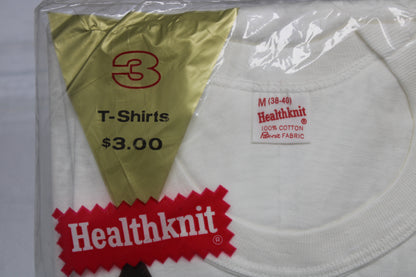 3
T-Shirts
$3.00
Healthknit®
M (38-40)
Healthknit®
100% COTTON
FABRIC